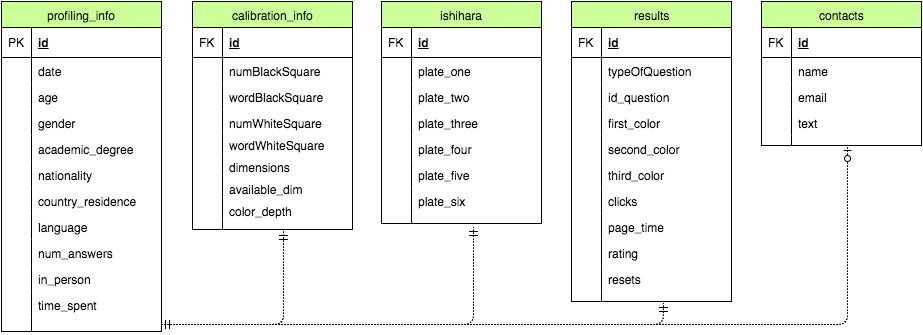 profiling_info
PK id
date
age
gender
academic_degree
nationality
country_residence
language
num_answers
in_person
time_spent
calibration_info
FK id
numBlackSquare
wordBlackSquare
numWhiteSquare
wordWhiteSquare
dimensions
available_dim
color_depth
ishihara
FK id
plate_one
plate_two
plate_three
plate_four
plate_five
plate_six
results
FK id
typeOfQuestion
id_question
first_color
second_color
third_color
clicks
page_time
rating
resets
contacts
FK id
name
email
text